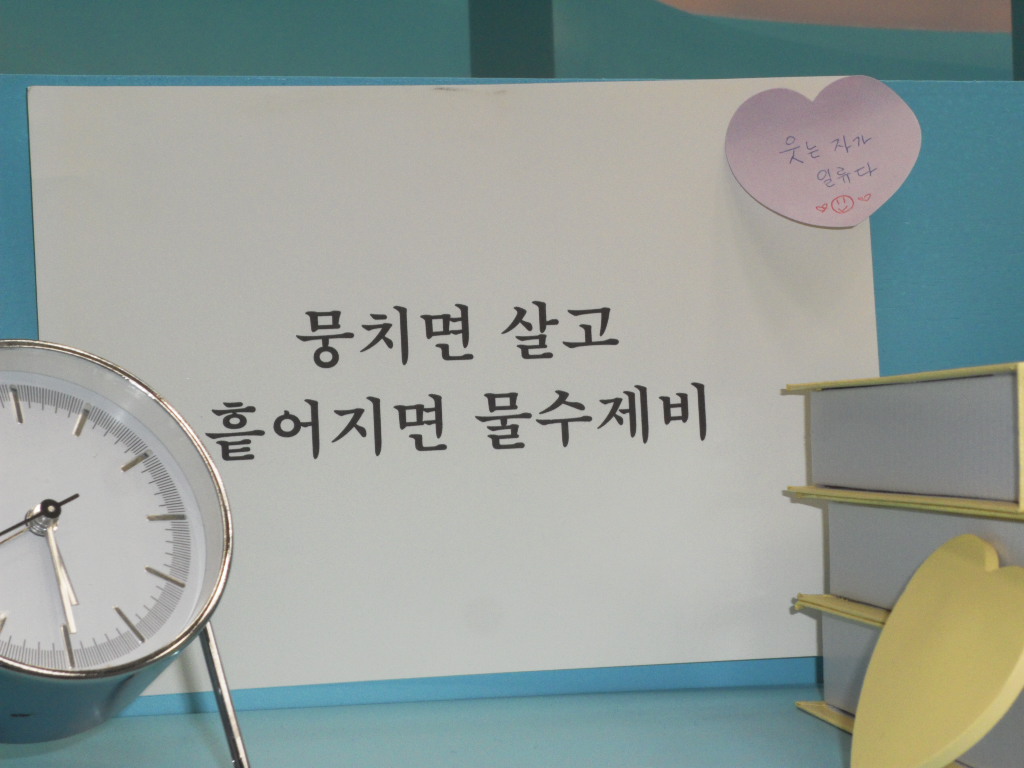 웃는 자가
일류다
뭉치면 살고
흩어지면 물수제비